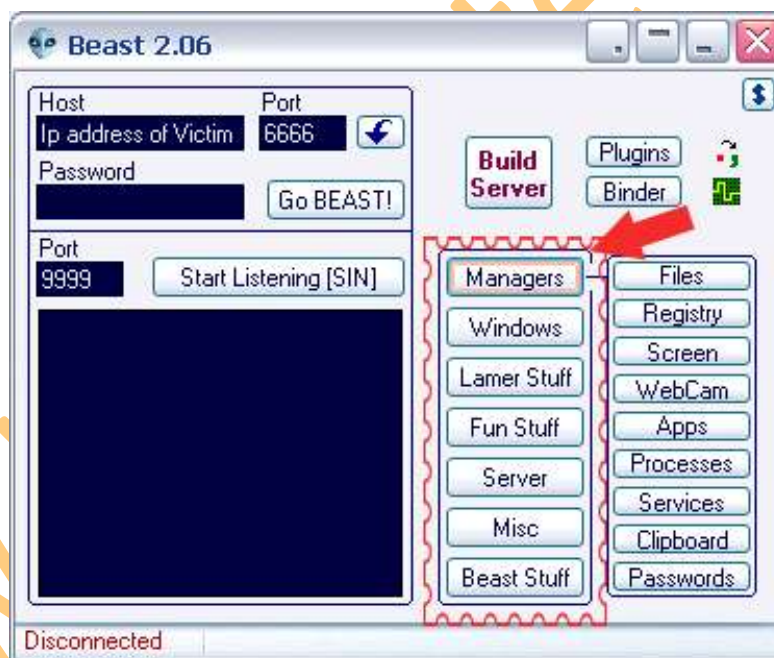 Beast 2.06
Host Port
Ip address of Victim 6666
Password
Go BEAST!
Port
9999 Start Listening [SIN]
Build
Server
Plugins
Binder
Managers
Windows
Lamer Stuff
Fun Stuff
Server
Misc
Beast Stuff
Files
Registry
Screen
WebCam
Apps
Processes
Services
Clipboard
Passwords
Disconnected